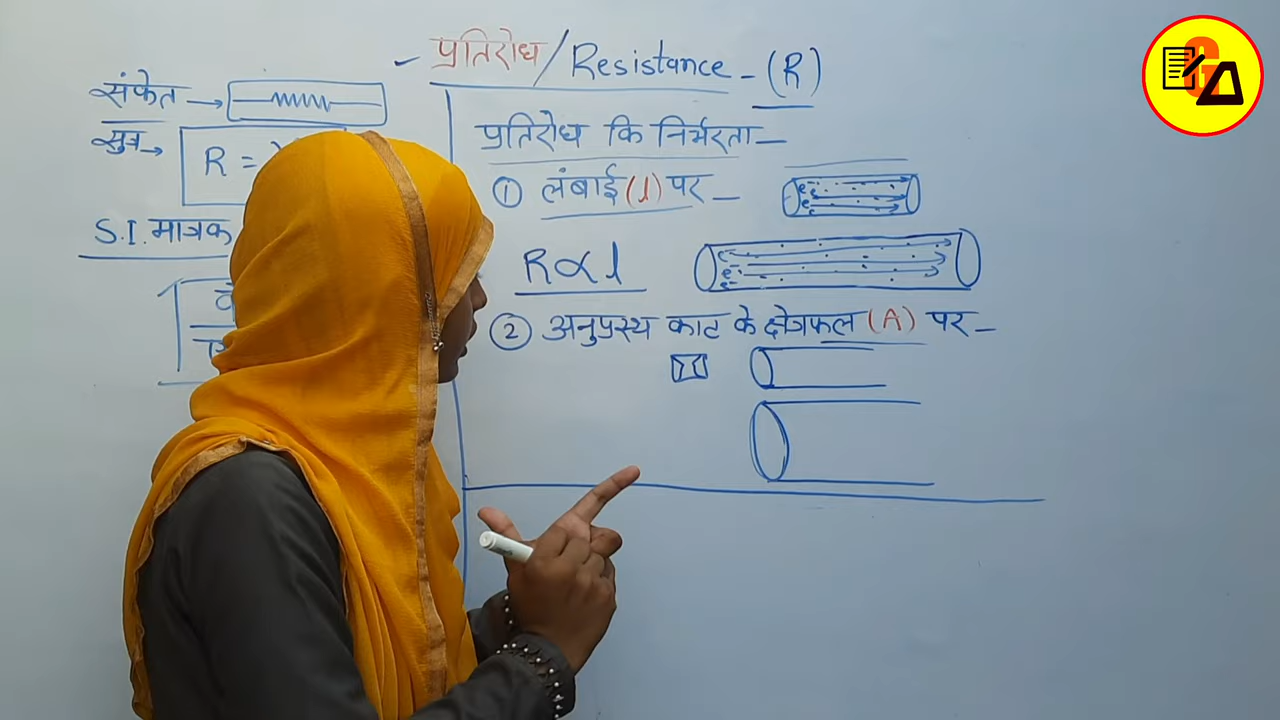 प्रतिरोध/Resistance - (R)
संकेत →
सुत्र →
R =
S.I. मात्रक
प्रतिरोध कि निर्भरता -
① लंबाई (l) पर -
R ∝ l
② अनुप्रस्थ काट के क्षेत्रफल (A) पर -